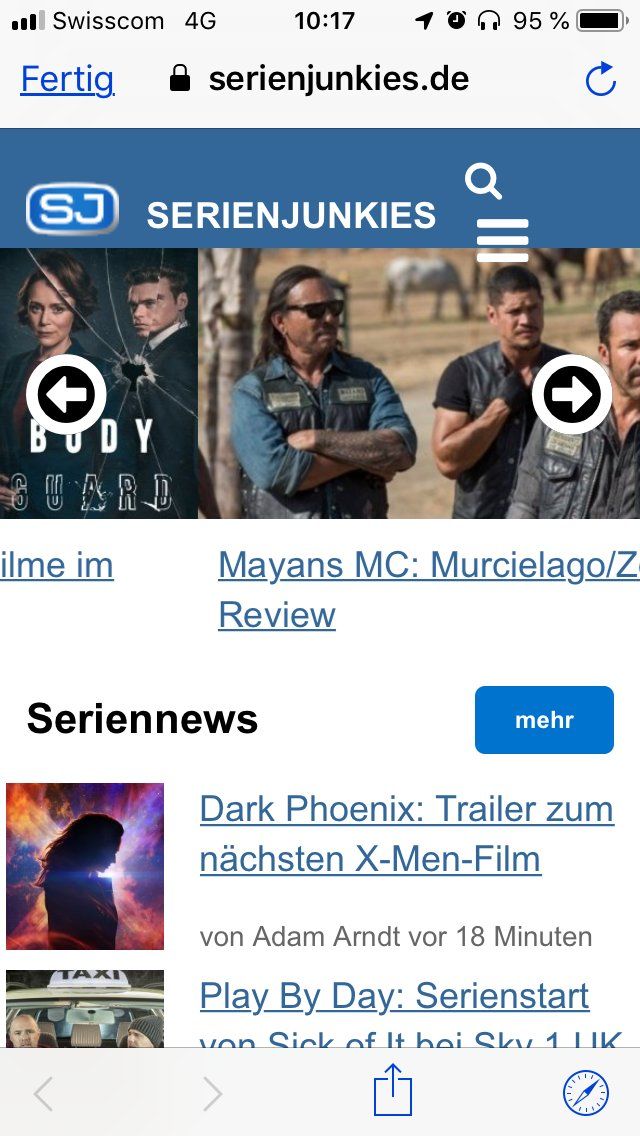 Swisscom 4G 10:17 95 %
Fertig serienjunkies.de
SJ SERIENJUNKIES
BODY
GUARD
ilme im
Mayans MC: Murcielago/Z
Review
Seriennews
mehr
Dark Phoenix: Trailer zum
nächsten X-Men-Film
von Adam Arndt vor 18 Minuten
TAXI
Play By Day: Serienstart
von Sick of It bei Sky 1 UK